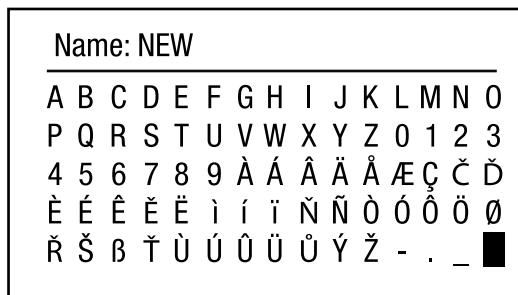 Name: NEW
A B C D E F G H I J K L M N O
P Q R S T U V W X Y Z 0 1 2 3
4 5 6 7 8 9 À Á Â Ä Å Æ Ç Č Ď
È É Ê Ě Ë ì í ï Ň Ñ Ò Ó Ô Ö Ø
Ř Š ß Ť Ù Ú Û Ü Ů Ý Ž - . _